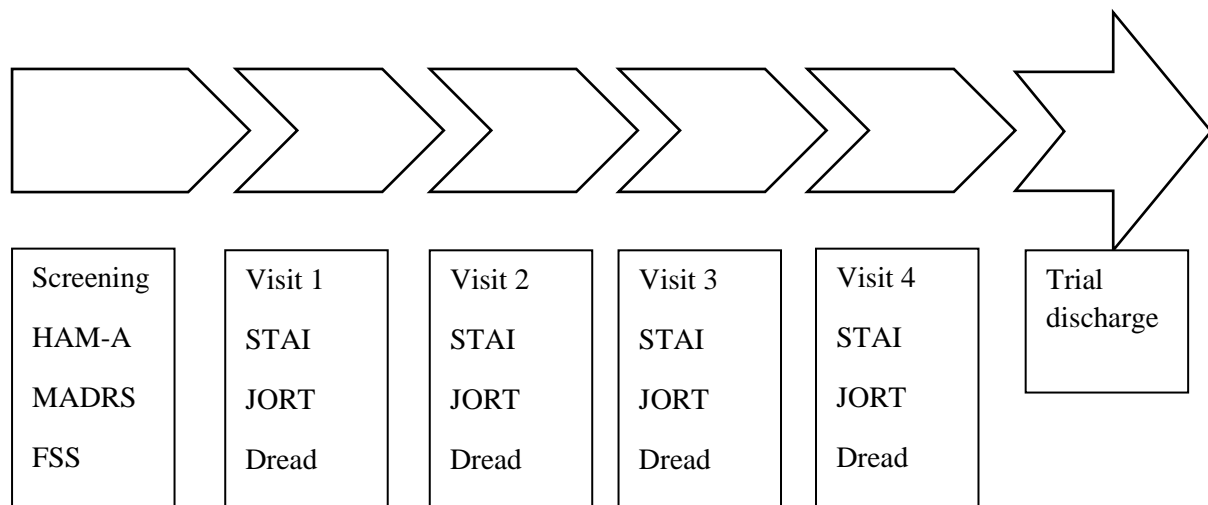 Screening
HAM-A
MADRS
FSS
Visit 1
STAI
JORT
Dread
Visit 2
STAI
JORT
Dread
Visit 3
STAI
JORT
Dread
Visit 4
STAI
JORT
Dread
Trial
discharge